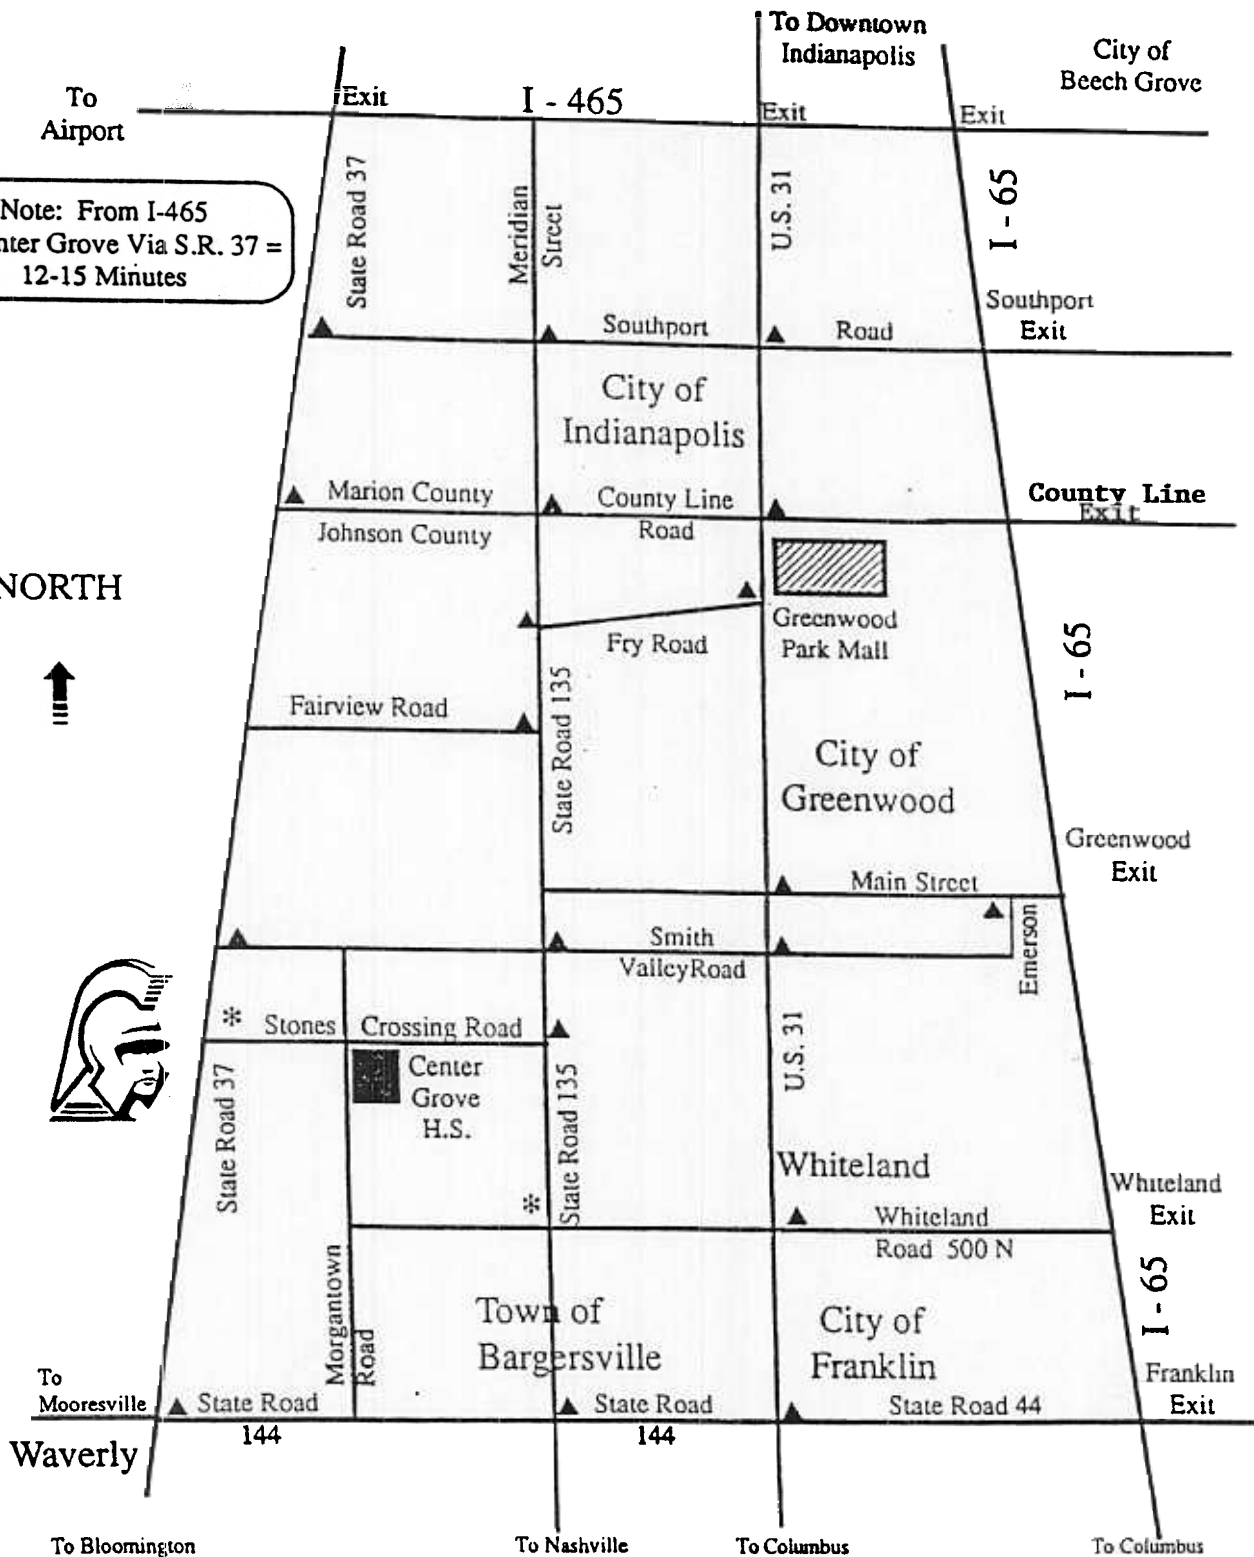 To Downtown
Indianapolis
City of
Beech Grove
To
Airport
Exit
I - 465
Exit
Exit
Note: From I-465
nter Grove Via S.R. 37 =
12-15 Minutes
State Road 37
Meridian
Street
U.S. 31
I - 65
Southport
Exit
Southport
Road
City of
Indianapolis
Marion County
County Line
County Line
Exit
Johnson County
Road
NORTH
Greenwood
Park Mall
Fry Road
I - 65
Fairview Road
State Road 135
City of
Greenwood
Greenwood
Exit
Main Street
Emerson
Smith
ValleyRoad
* Stones
Crossing Road
Center
Grove
H.S.
State Road 37
State Road 135
U.S. 31
*
Whiteland
Whiteland
Exit
Whiteland
Road 500 N
Morgantown
Road
Town of
Bargersville
City of
Franklin
I - 65
Franklin
Exit
To
Mooresville
State Road
State Road
State Road 44
144
144
Waverly
To Bloomington
To Nashville
To Columbus
To Columbus